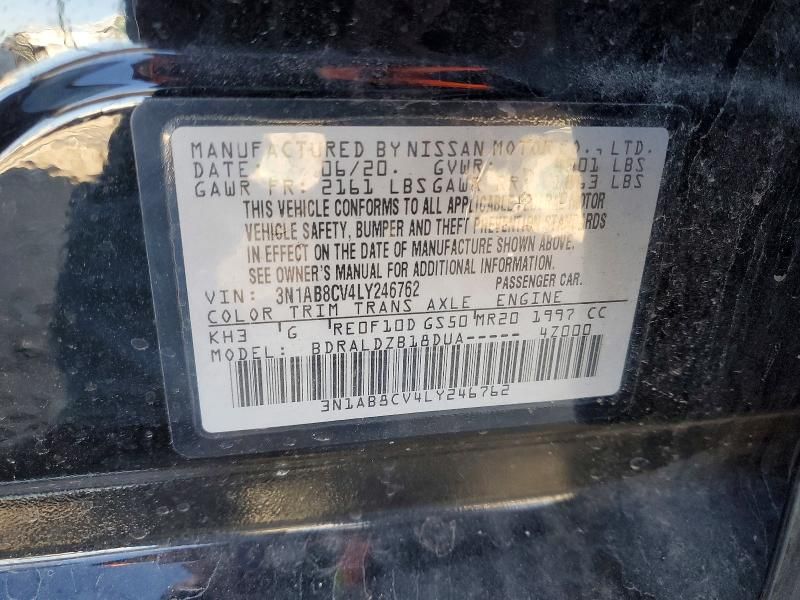 MANUFACTURED BY NISSAN MOTOR CO., LTD.
DATE 06/20. GVWR: 01 LBS
GAWR FR: 2161 LBS GAWR 63 LBS
THIS VEHICLE CONFORMS TO ALL APPLICABLE MOTOR
VEHICLE SAFETY, BUMPER AND THEFT PREVENTION STANDARDS
IN EFFECT ON THE DATE OF MANUFACTURE SHOWN ABOVE.
SEE OWNER'S MANUAL FOR ADDITIONAL INFORMATION.
VIN: 3N1AB8CV4LY246762 PASSENGER CAR.
COLOR TRIM TRANS AXLE ENGINE
KH3 G RE0F10D GS50 MR20 1997 CC
MODEL: BDRALDZB18DUA----- 4Z000
3N1AB8CV4LY246762